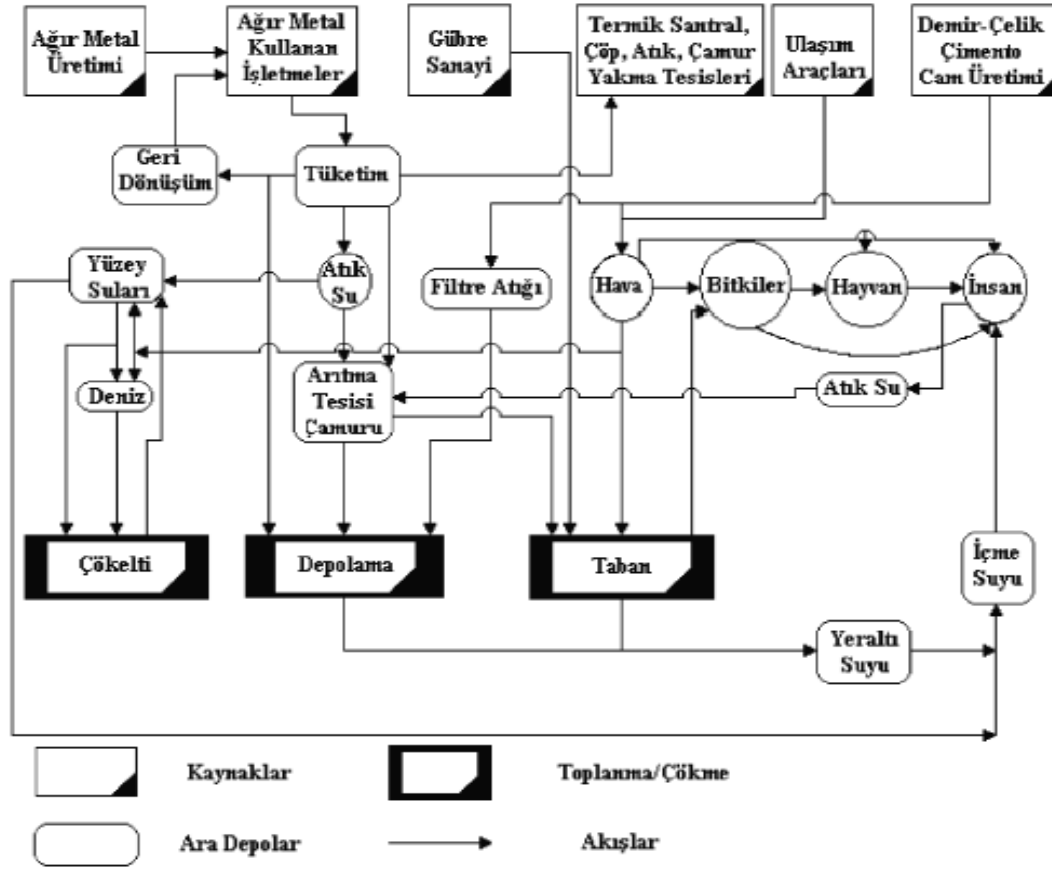 Ağır Metal
Üretimi
Ağır Metal
Kullanan
İşletmeler
Gübre
Sanayi
Termik Santral,
Çöp, Atık, Çamur
Yakma Tesisleri
Ulaşım
Araçları
Demir-Çelik
Çimento
Cam Üretimi
Geri
Dönüşüm
Tüketim
Yüzey
Suları
Atık
Su
Filtre Atığı
Hava
Bitkiler
Hayvan
İnsan
Deniz
Arıtma
Tesisi
Çamuru
Atık Su
Çökelti
Depolama
Taban
İçme
Suyu
Yeraltı
Suyu
Kaynaklar
Toplanma/Çökme
Ara Depolar
Akışlar